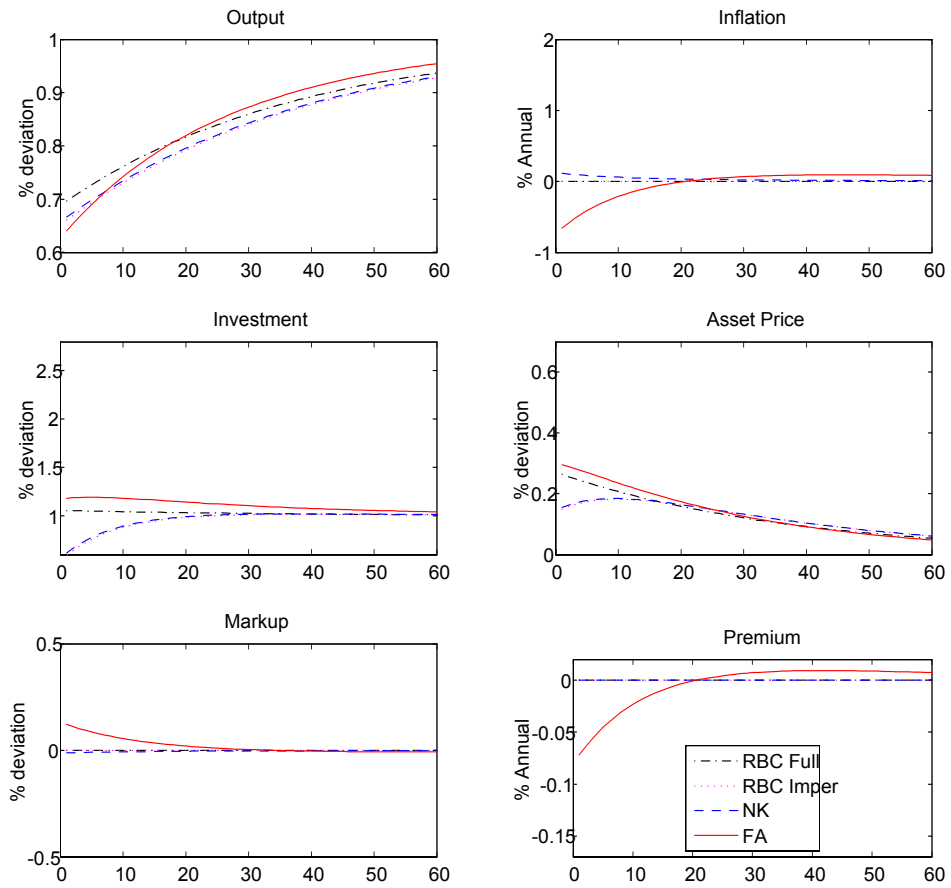 Output
% deviation
1
0.9
0.8
0.7
0.6
0 10 20 30 40 50 60
Inflation
% Annual
2
1
0
-1
0 10 20 30 40 50 60
Investment
% deviation
2.5
2
1.5
1
0 10 20 30 40 50 60
Asset Price
% deviation
0.6
0.4
0.2
0
0 10 20 30 40 50 60
Markup
% deviation
0.5
0
-0.5
0 10 20 30 40 50 60
Premium
% Annual
0
-0.05
-0.1
-0.15
0 10 20 30 40 50 60
RBC Full
RBC Imper
NK
FA